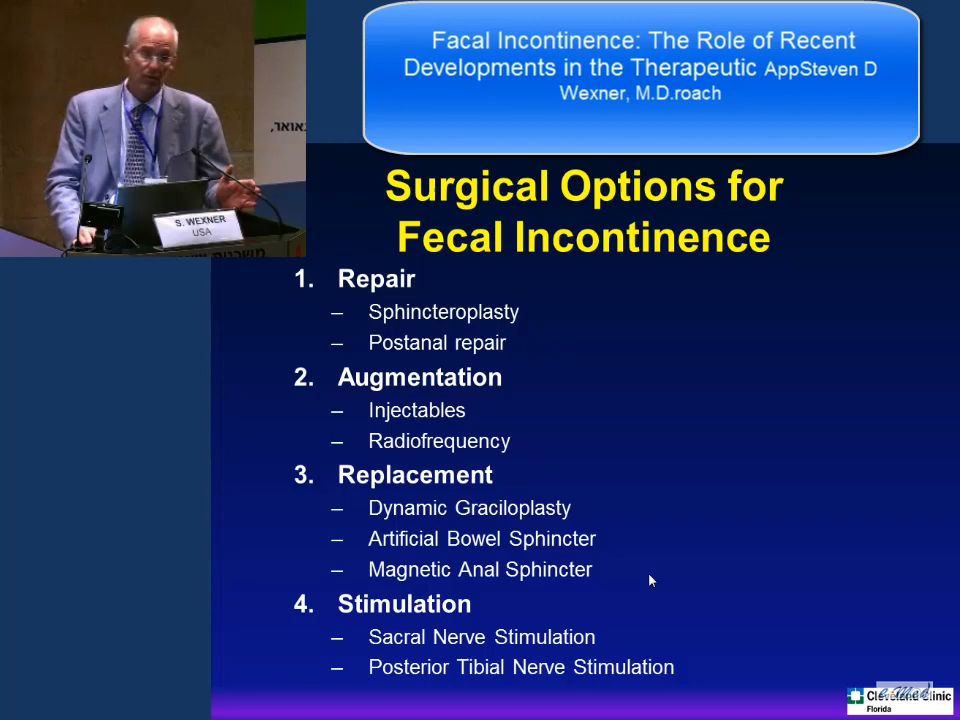 Facal Incontinence: The Role of Recent
Developments in the Therapeutic AppSteven D
Wexner, M.D.roach
באואר,
S. WEXNER
USA
Surgical Options for
Fecal Incontinence
1. Repair
– Sphincteroplasty
– Postanal repair
2. Augmentation
– Injectables
– Radiofrequency
3. Replacement
– Dynamic Graciloplasty
– Artificial Bowel Sphincter
– Magnetic Anal Sphincter
4. Stimulation
– Sacral Nerve Stimulation
– Posterior Tibial Nerve Stimulation
Cleveland Clinic
Florida
e-Med